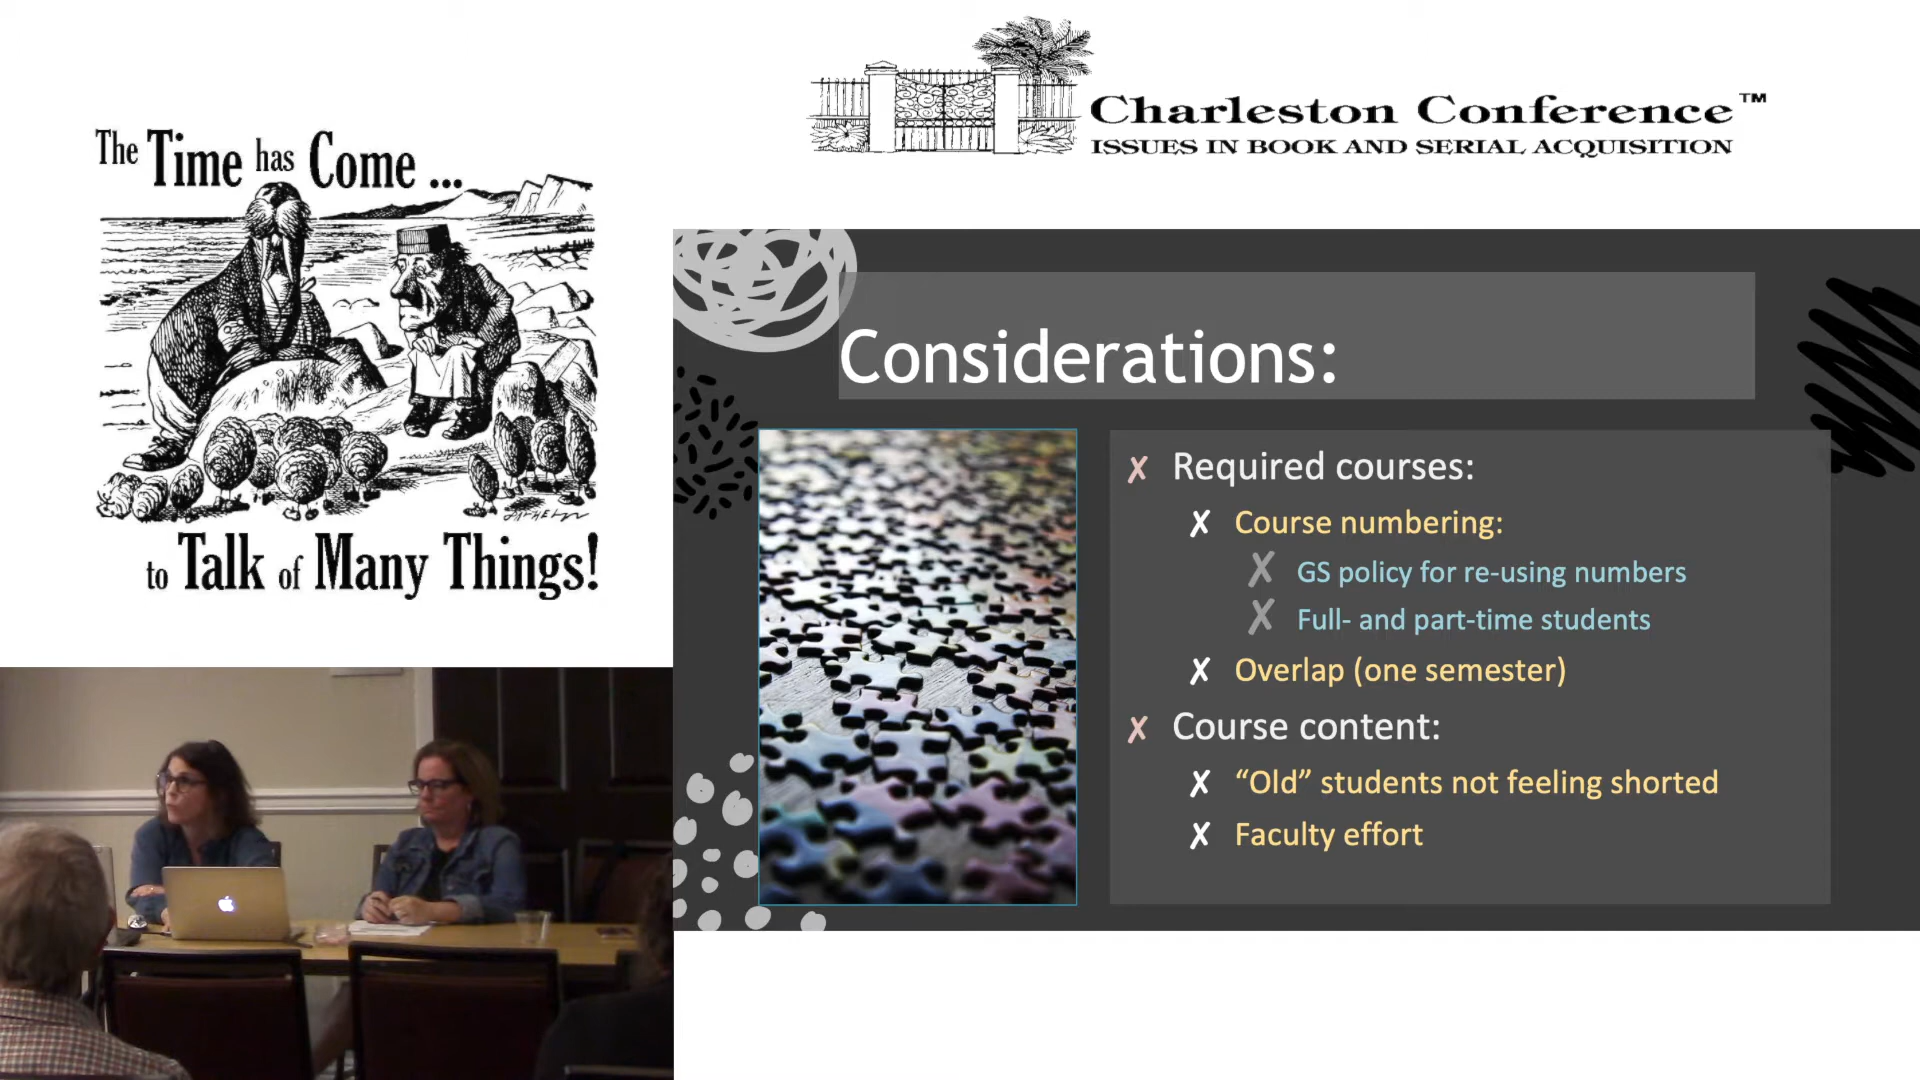 The Time has Come ...
to Talk of Many Things!
Charleston Conference™
ISSUES IN BOOK AND SERIAL ACQUISITION
Considerations:
✗ Required courses:
✗ Course numbering:
✗ GS policy for re-using numbers
✗ Full- and part-time students
✗ Overlap (one semester)
✗ Course content:
✗ “Old” students not feeling shorted
✗ Faculty effort